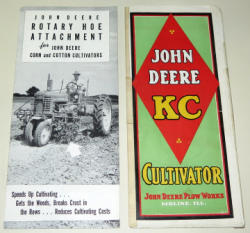 JOHN DEERE
ROTARY HOE
ATTACHMENT
for JOHN DEERE
CORN and COTTON CULTIVATORS
Speeds Up Cultivating . . .
Gets the Weeds, Breaks Crust in
the Rows . . . Reduces Cultivating Costs
JOHN
DEERE
KC
CULTIVATOR
JOHN DEERE PLOW WORKS
MOLINE, ILL.